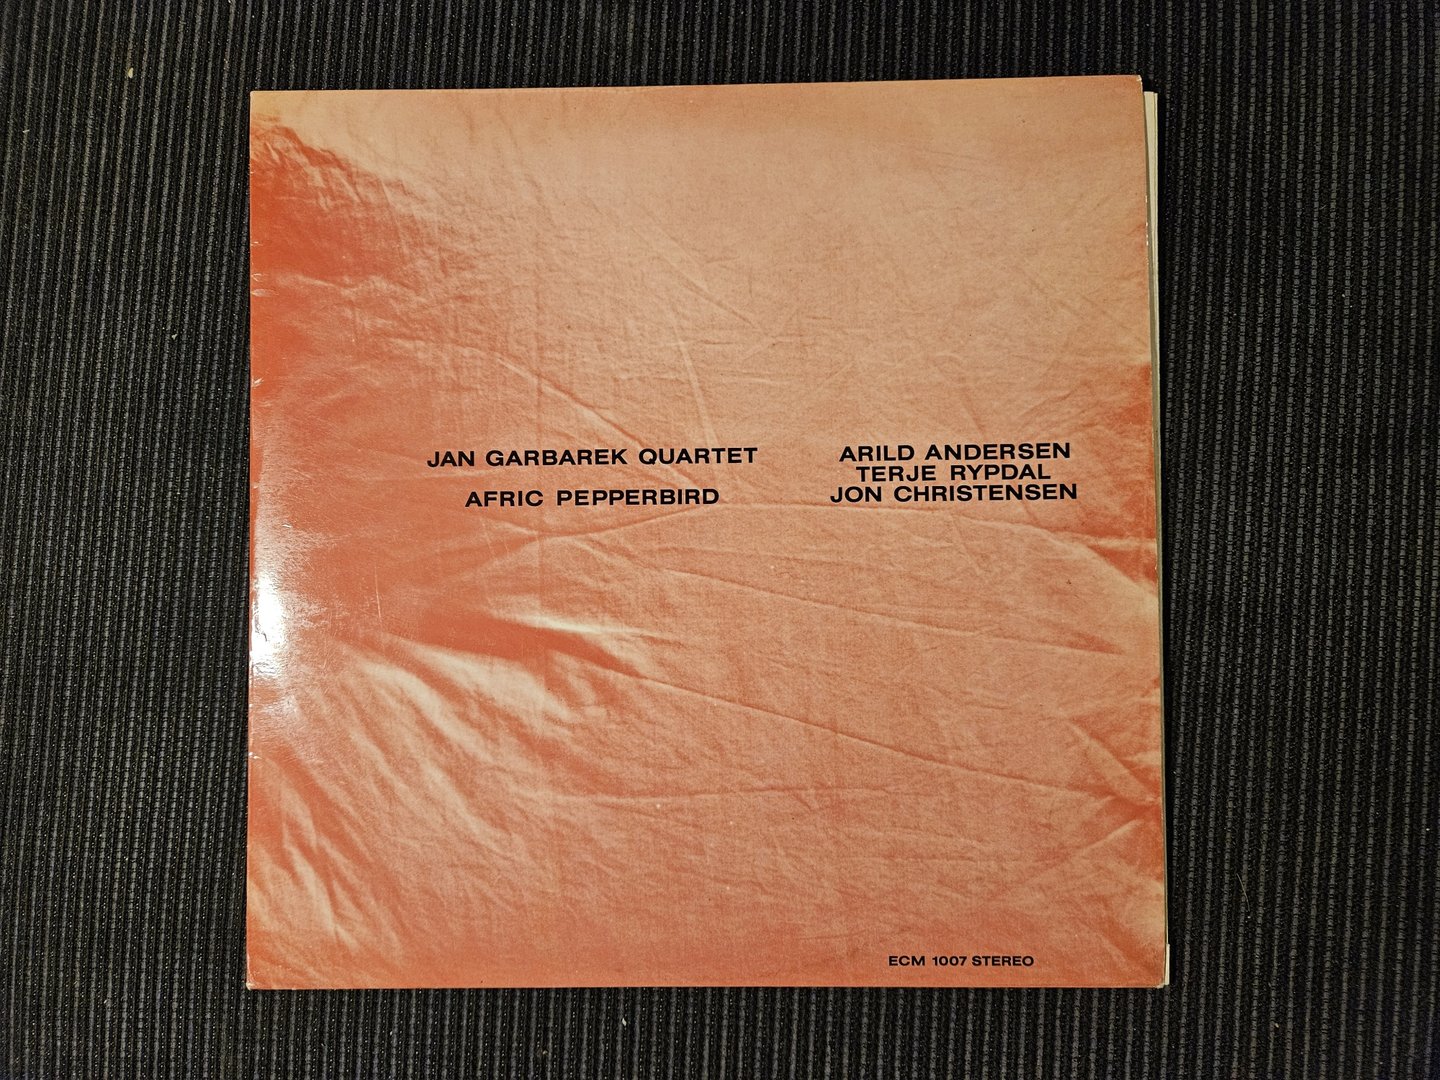 JAN GARBAREK QUARTET
AFRIC PEPPERBIRD
ARILD ANDERSEN
TERJE RYPDAL
JON CHRISTENSEN
ECM 1007 STEREO